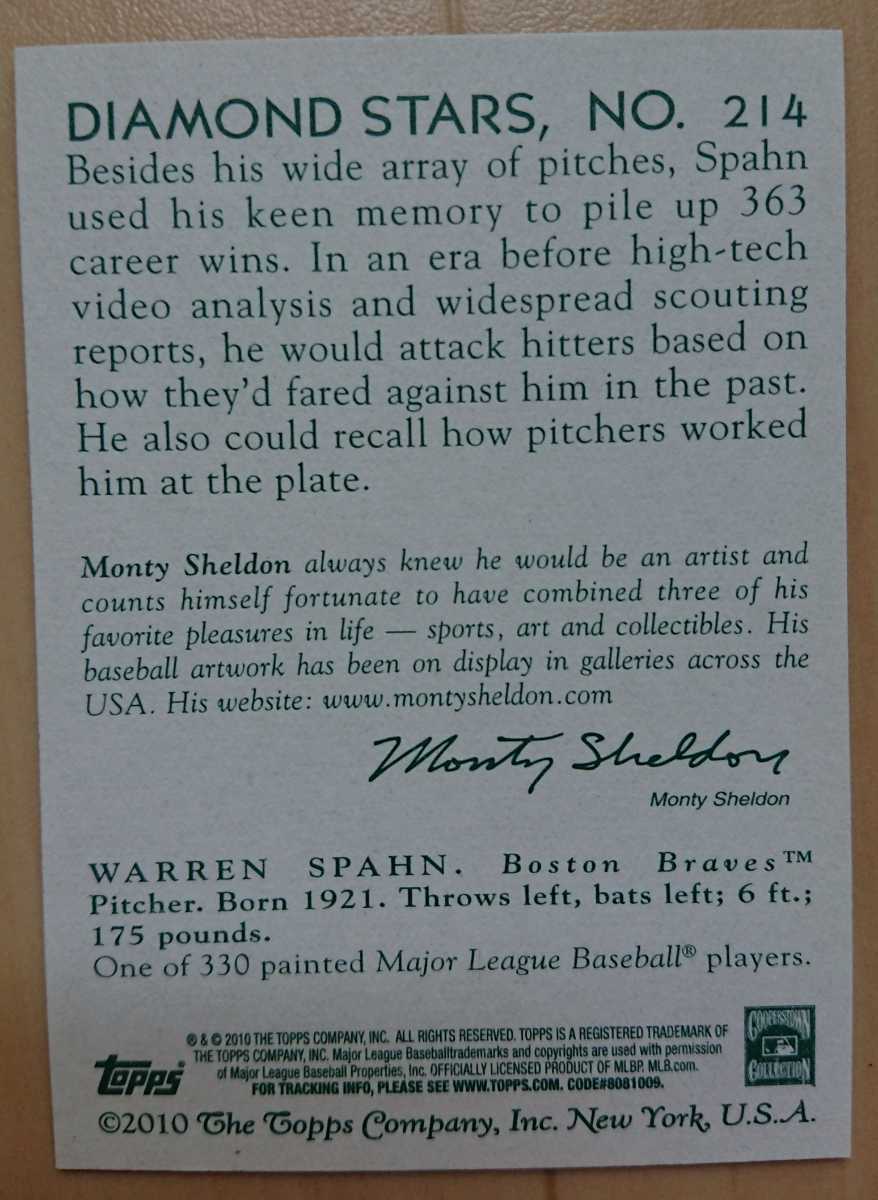 DIAMOND STARS, NO. 214
Besides his wide array of pitches, Spahn
used his keen memory to pile up 363
career wins. In an era before high-tech
video analysis and widespread scouting
reports, he would attack hitters based on
how they'd fared against him in the past.
He also could recall how pitchers worked
him at the plate.
Monty Sheldon always knew he would be an artist and
counts himself fortunate to have combined three of his
favorite pleasures in life — sports, art and collectibles. His
baseball artwork has been on display in galleries across the
USA. His website: www.montysheldon.com
Monty Sheldon
Monty Sheldon
WARREN SPAHN. Boston Braves™
Pitcher. Born 1921. Throws left, bats left; 6 ft.;
175 pounds.
One of 330 painted Major League Baseball® players.
® & © 2010 THE TOPPS COMPANY, INC. ALL RIGHTS RESERVED. TOPPS IS A REGISTERED TRADEMARK OF
THE TOPPS COMPANY, INC. Major League Baseballtrademarks and copyrights are used with permission
of Major League Baseball Properties, Inc. OFFICIALLY LICENSED PRODUCT OF MLBP. MLB.com.
FOR TRACKING INFO, PLEASE SEE WWW.TOPPS.COM. CODE#8081009.
topps
COOPERSTOWN
COLLECTION
©2010 The Topps Company, Inc. New York, U.S.A.